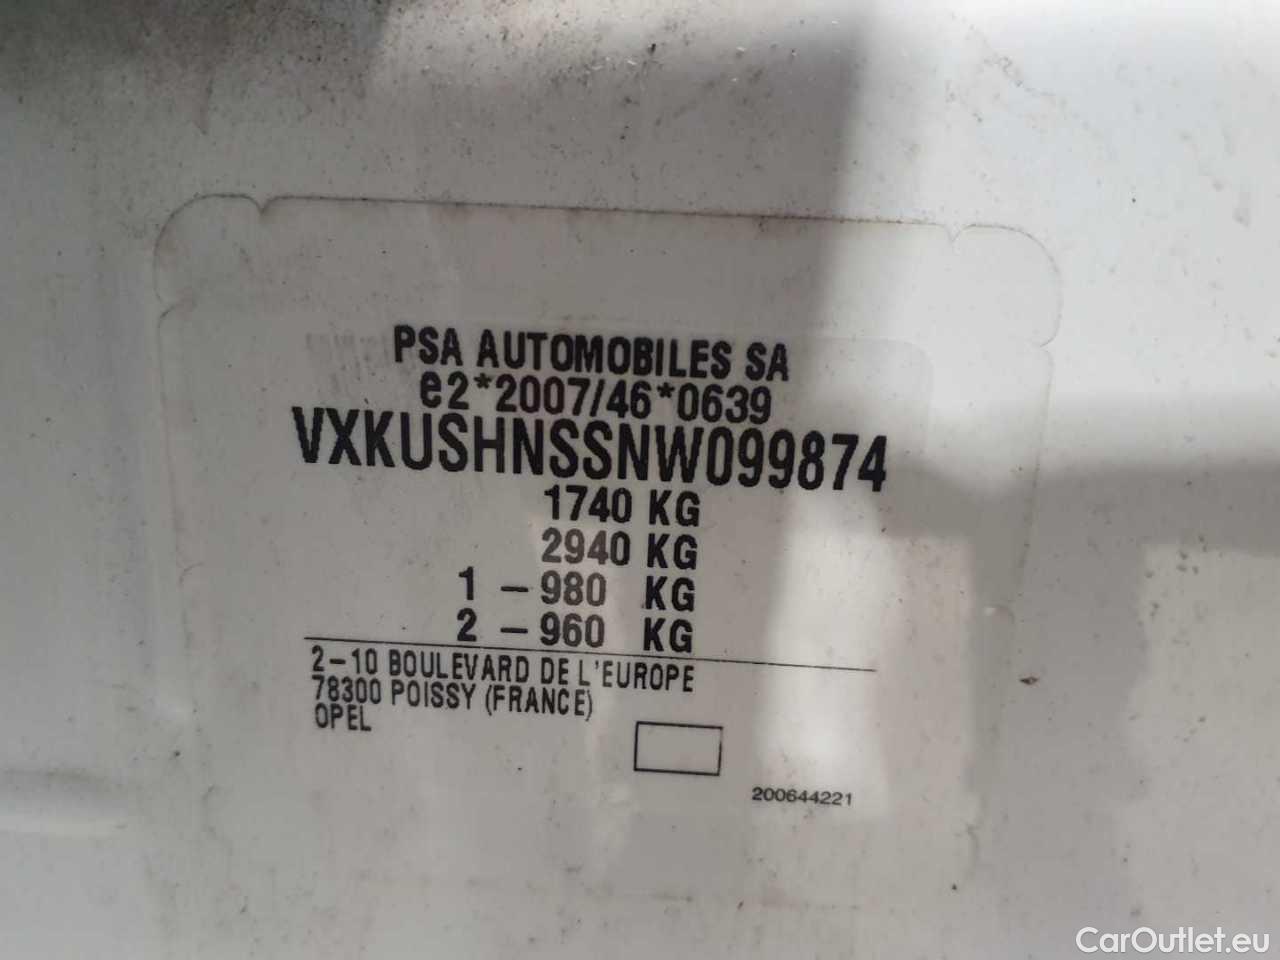 PSA AUTOMOBILES SA
e2*2007/46*0639
VXKUSHNSSNW099874
1740 KG
2940 KG
1 – 980 KG
2 – 960 KG
2–10 BOULEVARD DE L'EUROPE
78300 POISSY (FRANCE)
OPEL
200644221
CarOutlet.eu